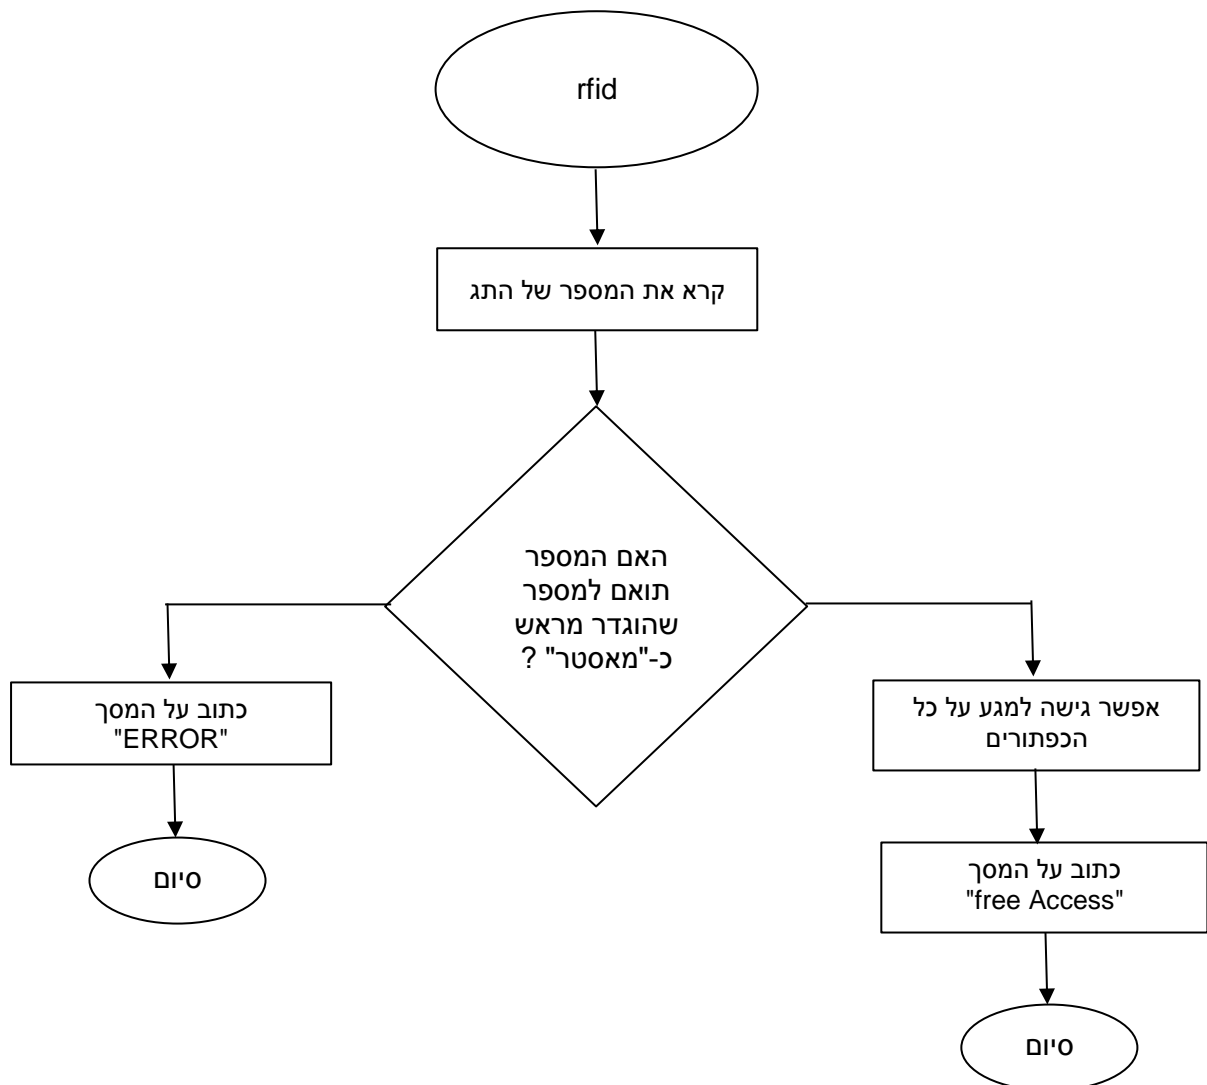 rfid
קרא את המספר של התג
האם המספר
תואם למספר
שהוגדר מראש
כ-"מאסטר" ?
כתוב על המסך
"ERROR"
סיום
אפשר גישה למגע על כל
הכפתורים
כתוב על המסך
"free Access"
סיום